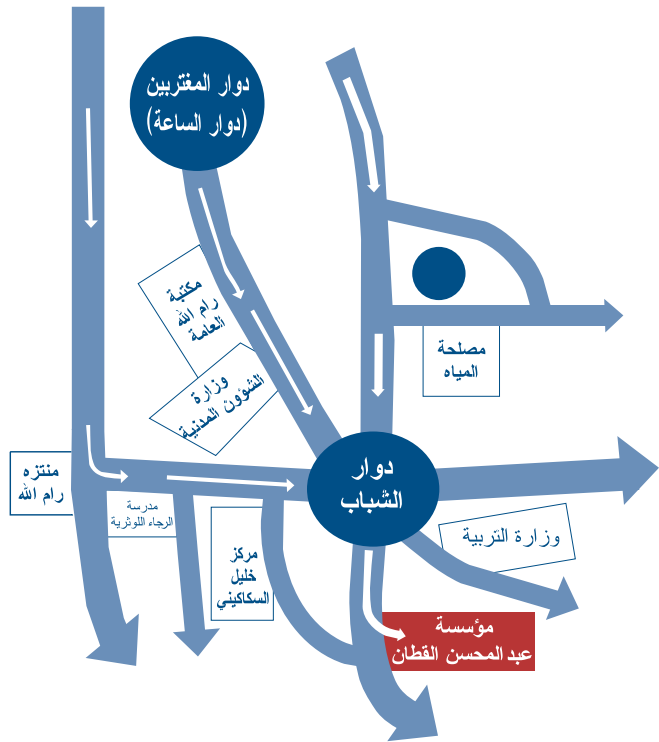 دوار المغتربين
(دوار الساعة)
مكتبة
رام الله
العامة
مصلحة
المياه
وزارة
الشؤون المدنية
دوار
الشباب
منتزه
رام الله
مدرسة
الرجاء اللوثرية
وزارة التربية
مركز
خليل
السكاكيني
مؤسسة
عبد المحسن القطان